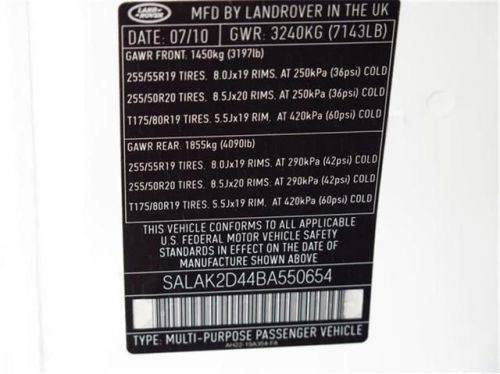 LAND ROVER
MFD BY LANDROVER IN THE UK
DATE: 07/10 GWR: 3240KG (7143LB)
GAWR FRONT: 1450kg (3197lb)
255/55R19 TIRES. 8.0Jx19 RIMS. AT 250kPa (36psi) COLD
255/50R20 TIRES. 8.5Jx20 RIMS. AT 250kPa (36psi) COLD
T175/80R19 TIRES. 5.5Jx19 RIM. AT 420kPa (60psi) COLD
GAWR REAR: 1855kg (4090lb)
255/55R19 TIRES. 8.0Jx19 RIMS. AT 290kPa (42psi) COLD
255/50R20 TIRES. 8.5Jx20 RIMS. AT 290kPa (42psi) COLD
T175/80R19 TIRES. 5.5Jx19 RIM. AT 420kPa (60psi) COLD
THIS VEHICLE CONFORMS TO ALL APPLICABLE
U.S. FEDERAL MOTOR VEHICLE SAFETY
STANDARDS IN EFFECT ON THE DATE OF
MANUFACTURE SHOWN ABOVE
SALAK2D44BA550654
TYPE: MULTI-PURPOSE PASSENGER VEHICLE
AH22-19A354-FA